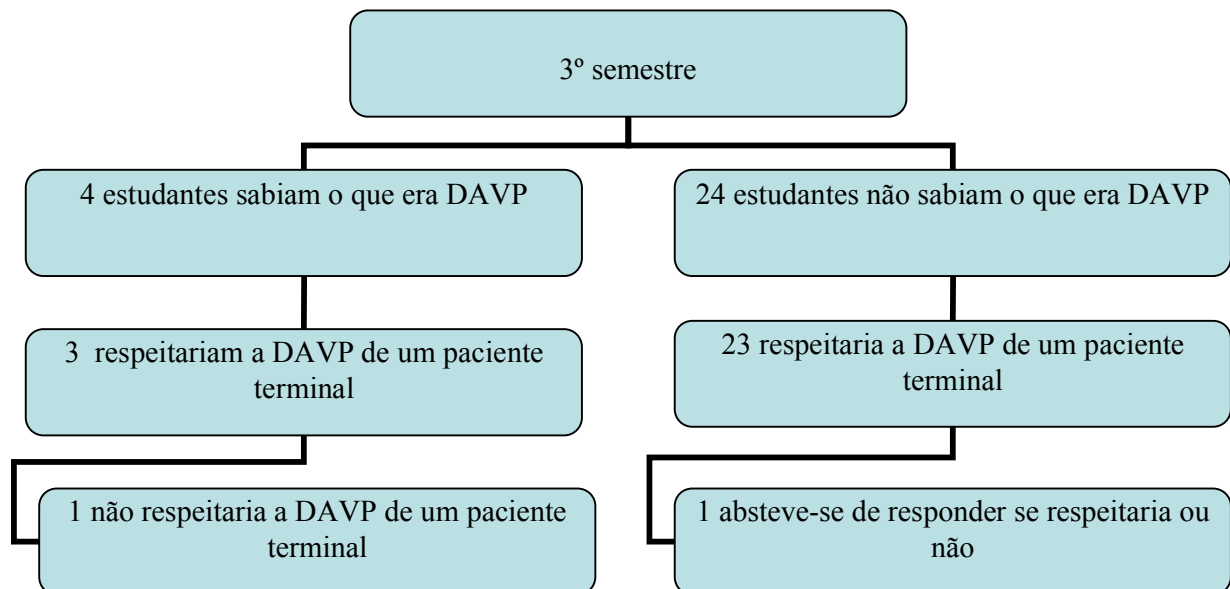 3º semestre
4 estudantes sabiam o que era DAVP
24 estudantes não sabiam o que era DAVP
3 respeitariam a DAVP de um paciente
terminal
23 respeitaria a DAVP de um paciente
terminal
1 não respeitaria a DAVP de um paciente
terminal
1 absteve-se de responder se respeitaria ou
não